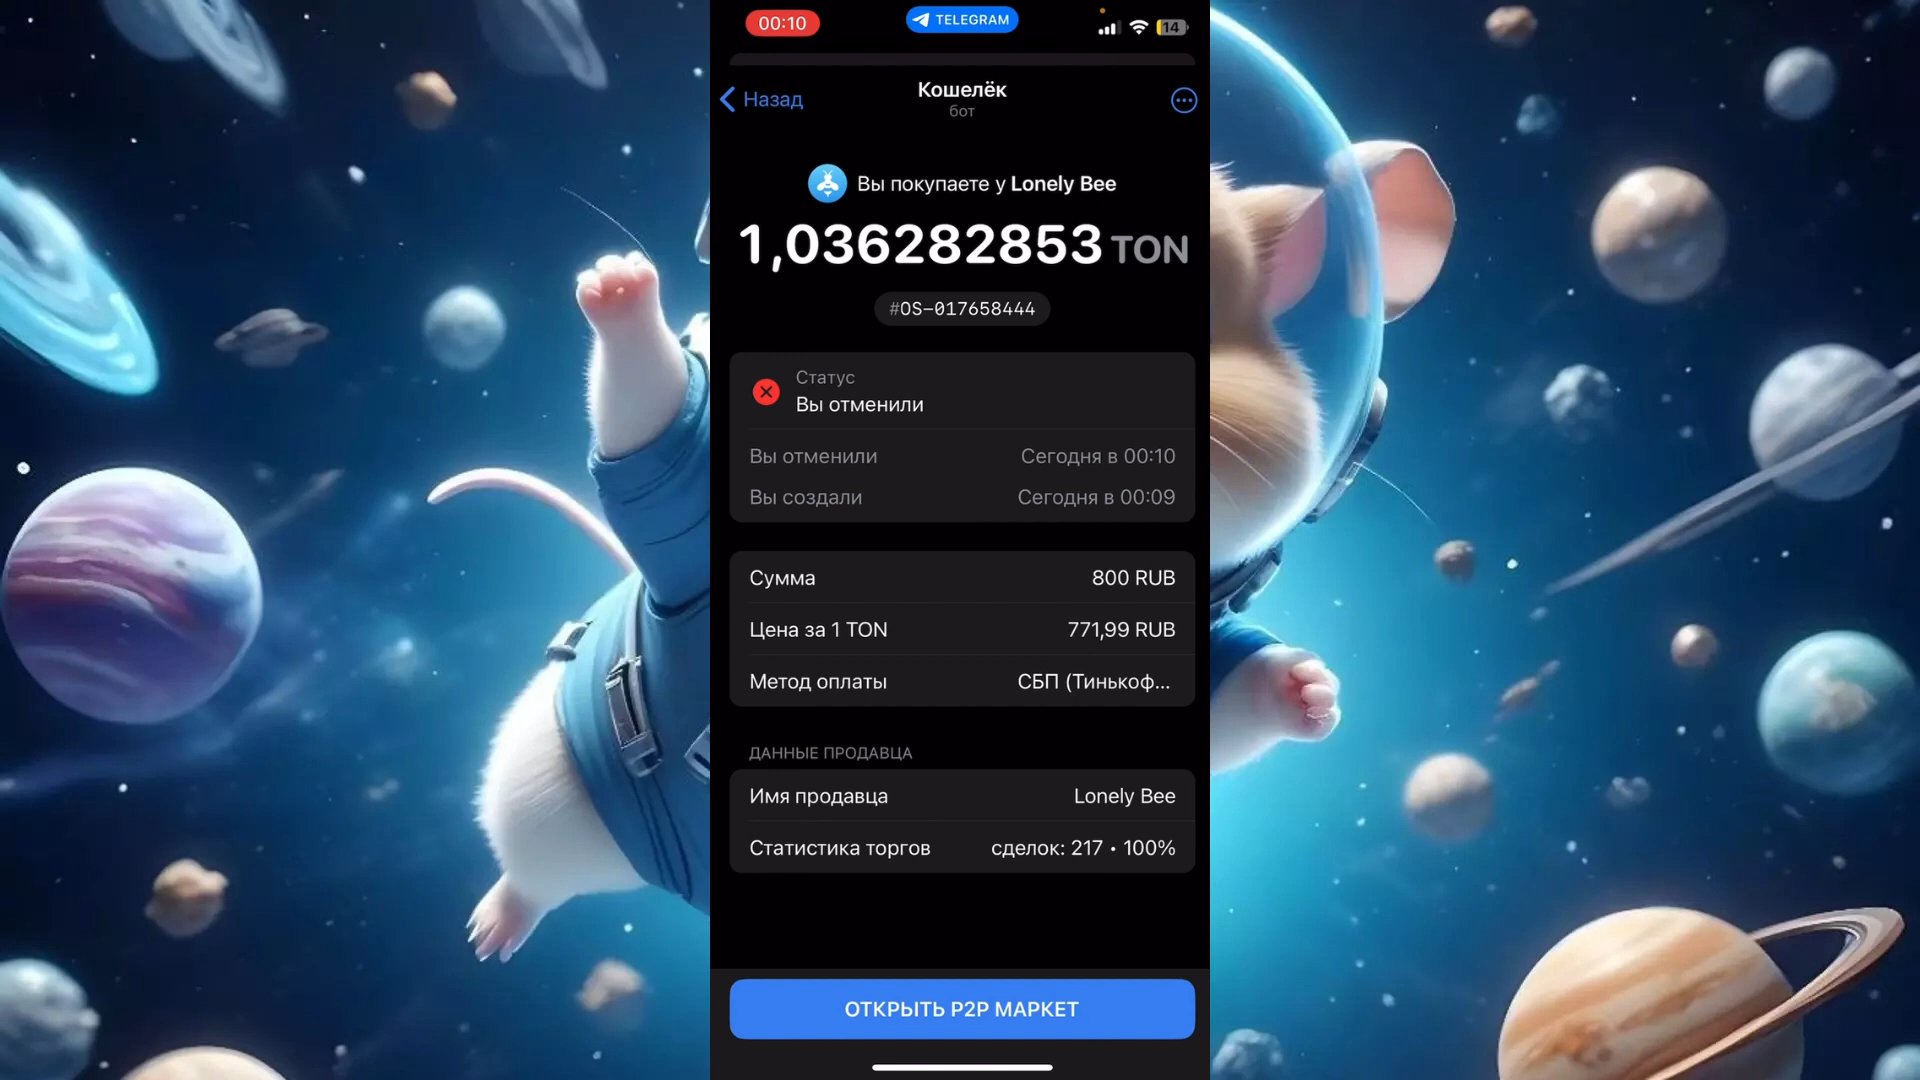 00:10
TELEGRAM
14
Назад
Кошелёк
бот
Вы покупаете у Lonely Bee
1,036282853 TON
#OS-017658444
Статус
Вы отменили
Вы отменили Сегодня в 00:10
Вы создали Сегодня в 00:09
Сумма 800 RUB
Цена за 1 TON 771,99 RUB
Метод оплаты СБП (Тинькоф...
ДАННЫЕ ПРОДАВЦА
Имя продавца Lonely Bee
Статистика торгов сделок: 217 • 100%
ОТКРЫТЬ P2P МАРКЕТ